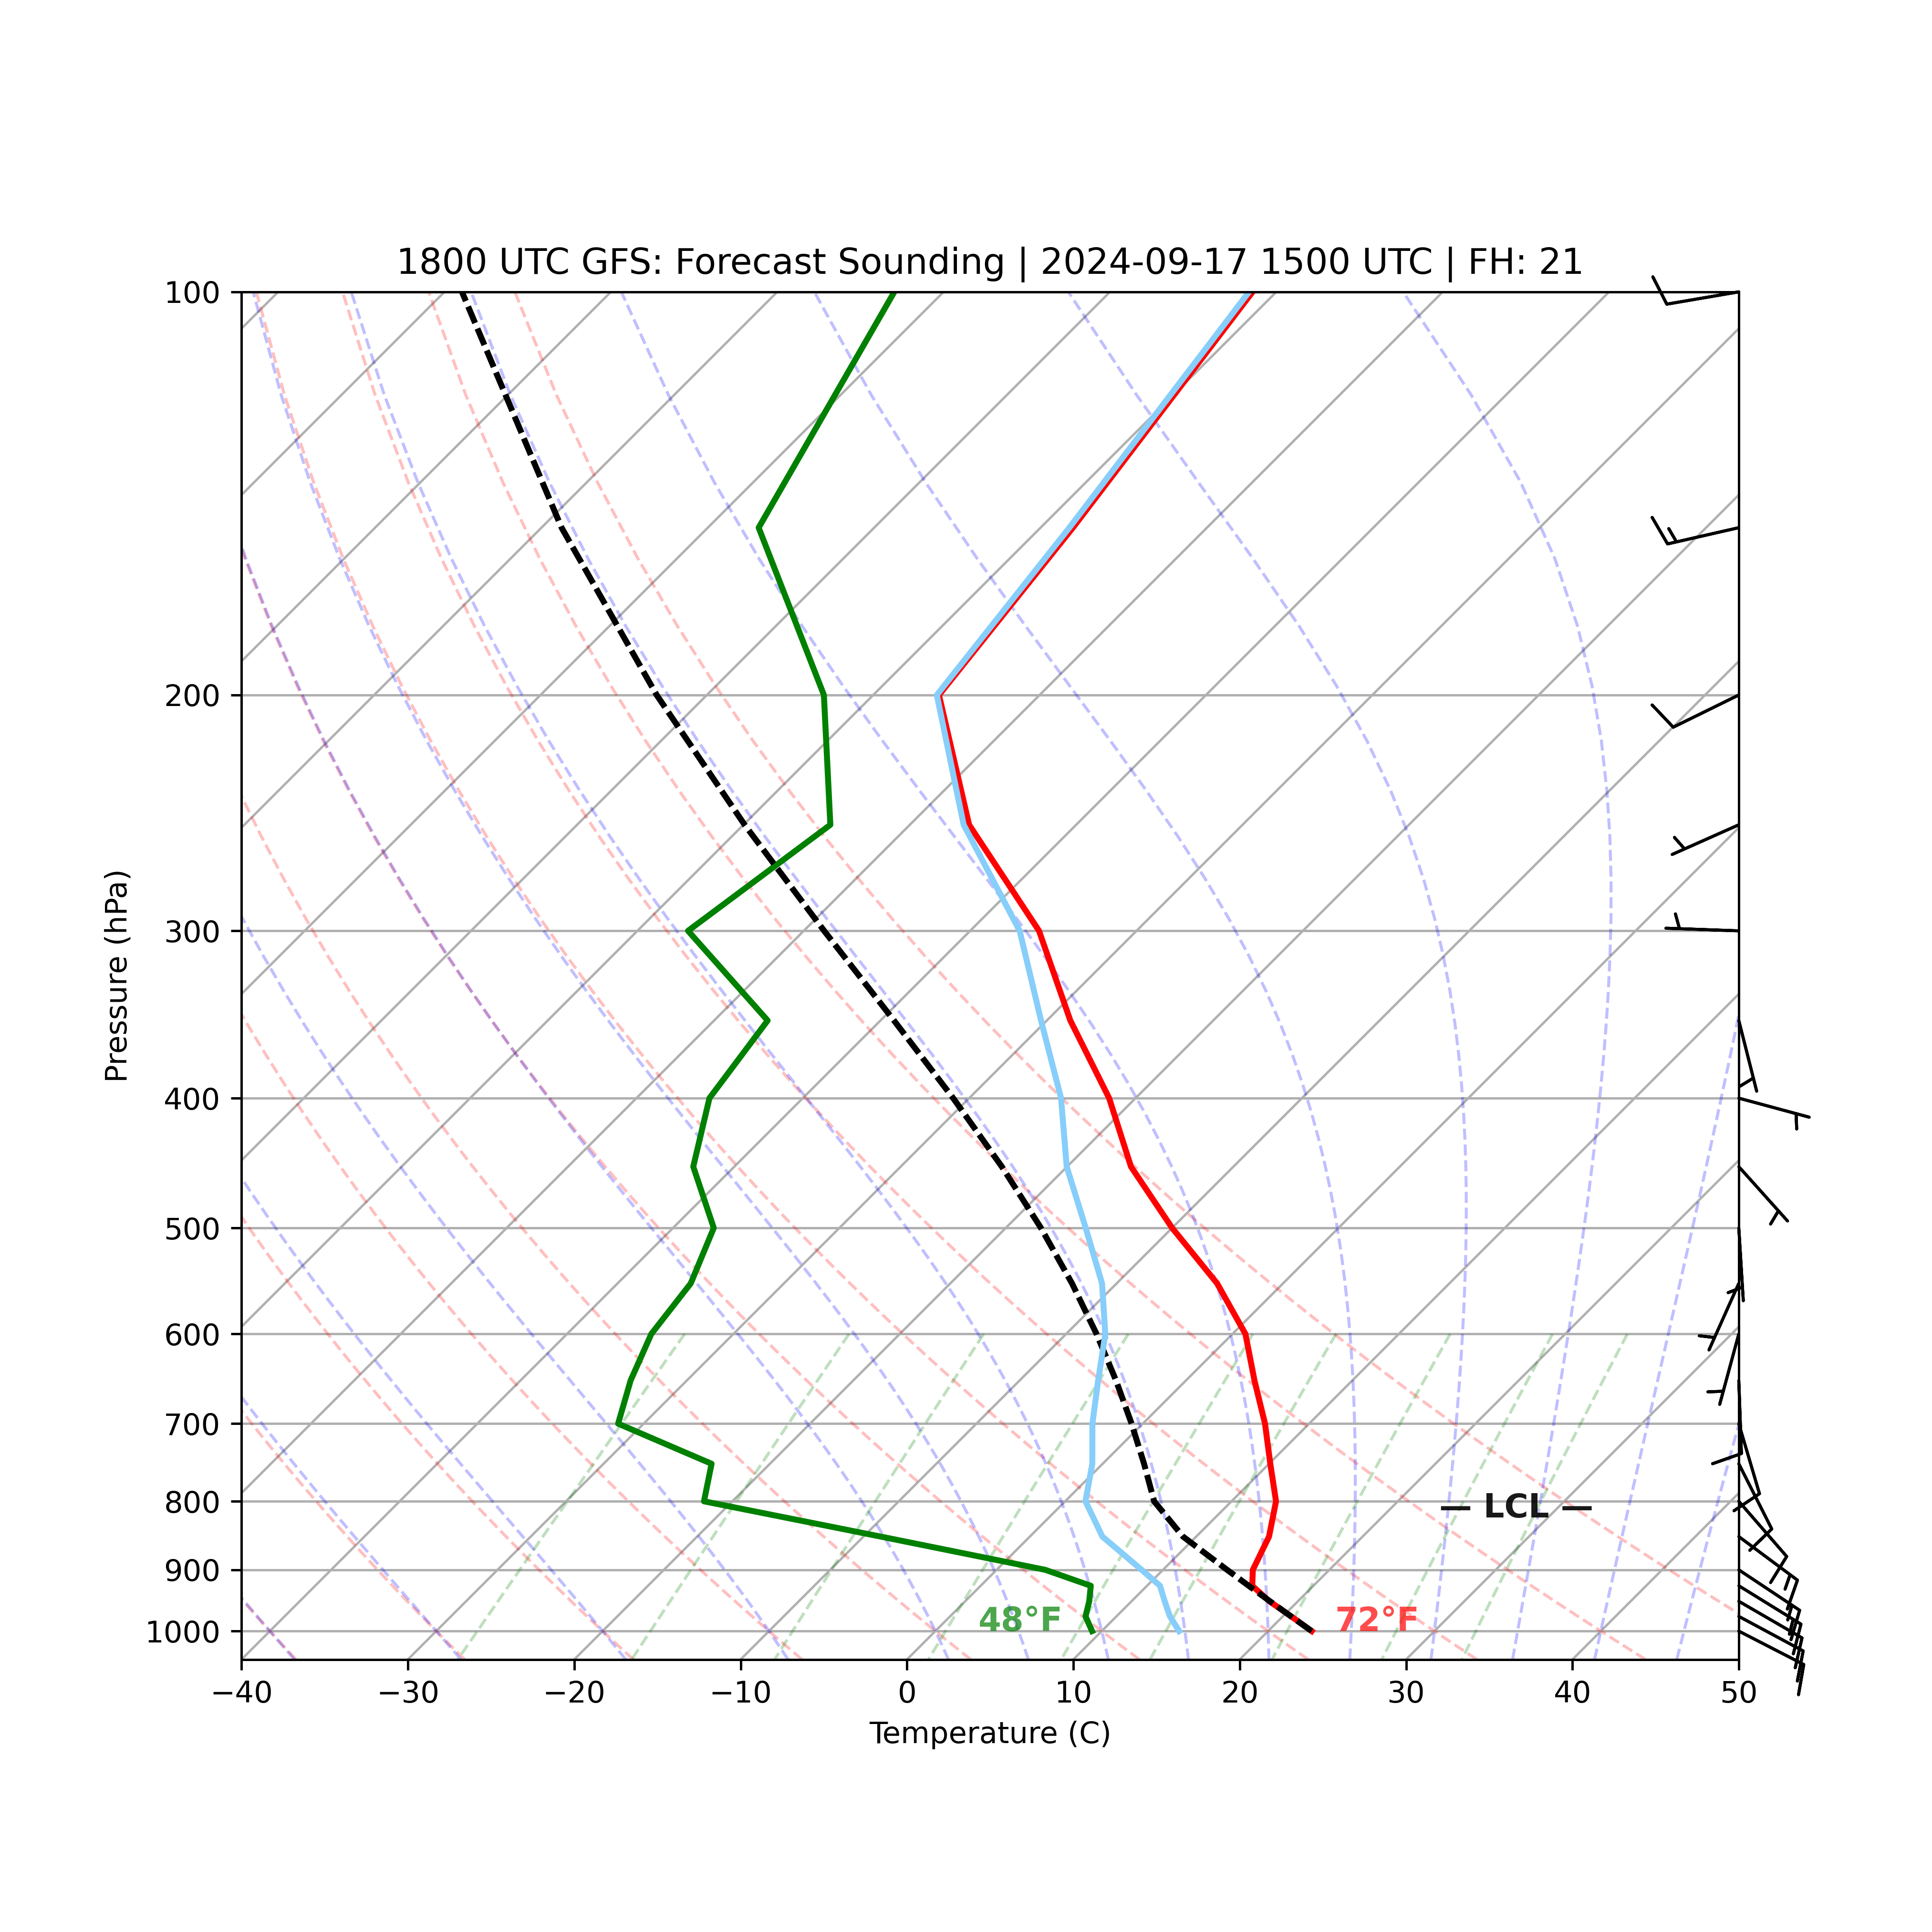 1800 UTC GFS: Forecast Sounding | 2024-09-17 1500 UTC | FH: 21
100
200
300
400
500
600
700
800
900
1000
Pressure (hPa)
— LCL —
48°F
72°F
−40 −30 −20 −10 0 10 20 30 40 50
Temperature (C)